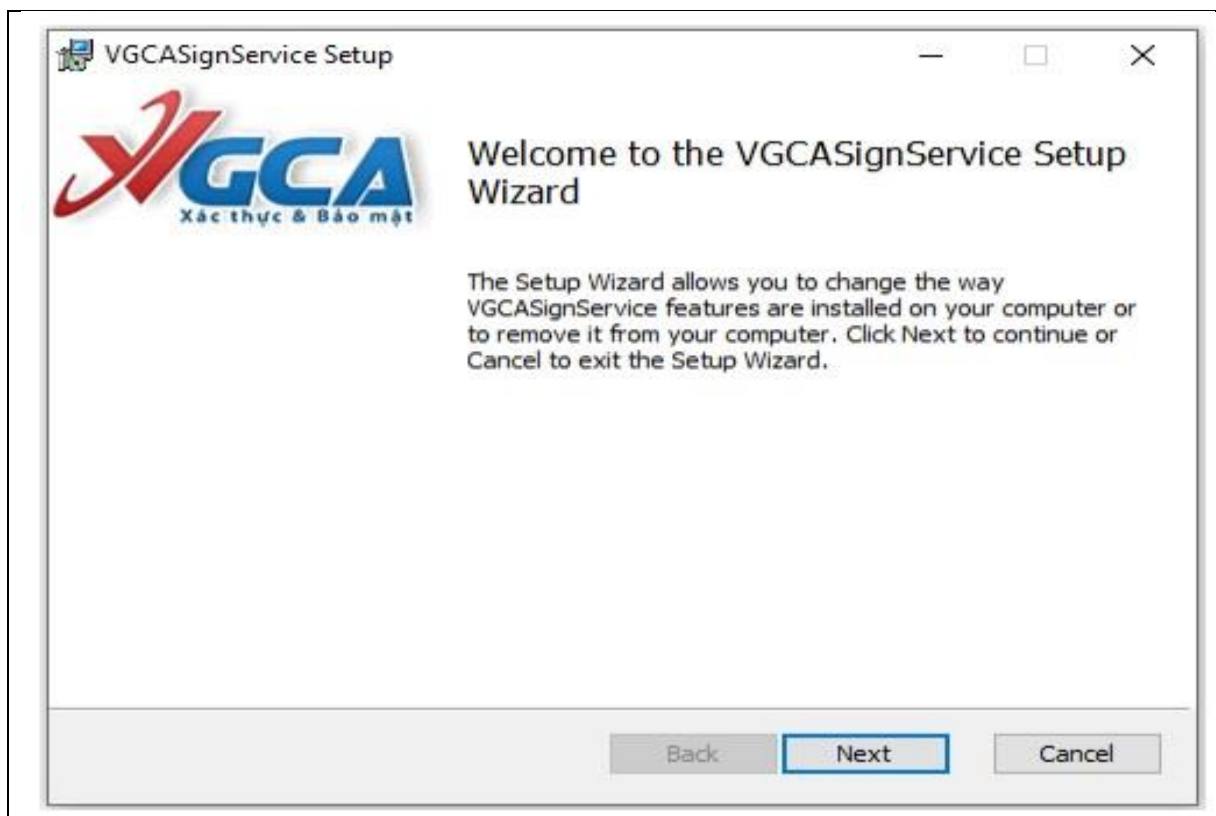 VGCASignService Setup
VGCA
Xác thực & Bảo mật
Welcome to the VGCASignService Setup
Wizard
The Setup Wizard allows you to change the way
VGCASignService features are installed on your computer or
to remove it from your computer. Click Next to continue or
Cancel to exit the Setup Wizard.
Back Next Cancel